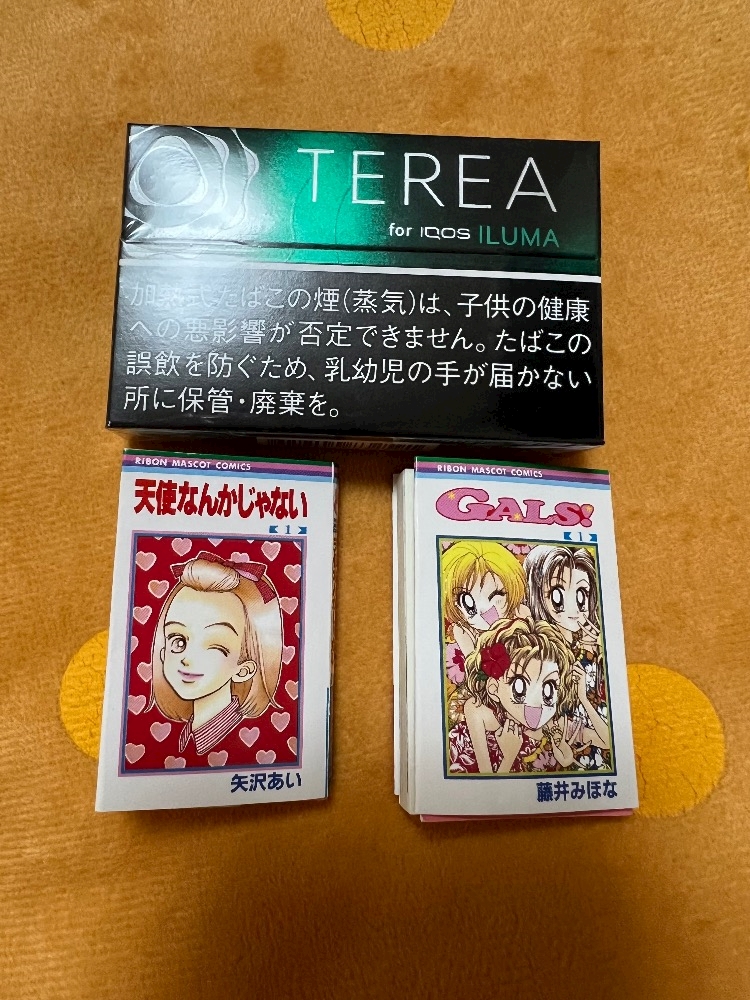 TEREA
for IQOS ILUMA
加熱式たばこの煙(蒸気)は、子供の健康
への悪影響が否定できません。たばこの
誤飲を防ぐため、乳幼児の手が届かない
所に保管・廃棄を。
RIBON MASCOT COMICS
天使なんかじゃない
1
矢沢あい
RIBON MASCOT COMICS
GALS!
1
藤井みほな